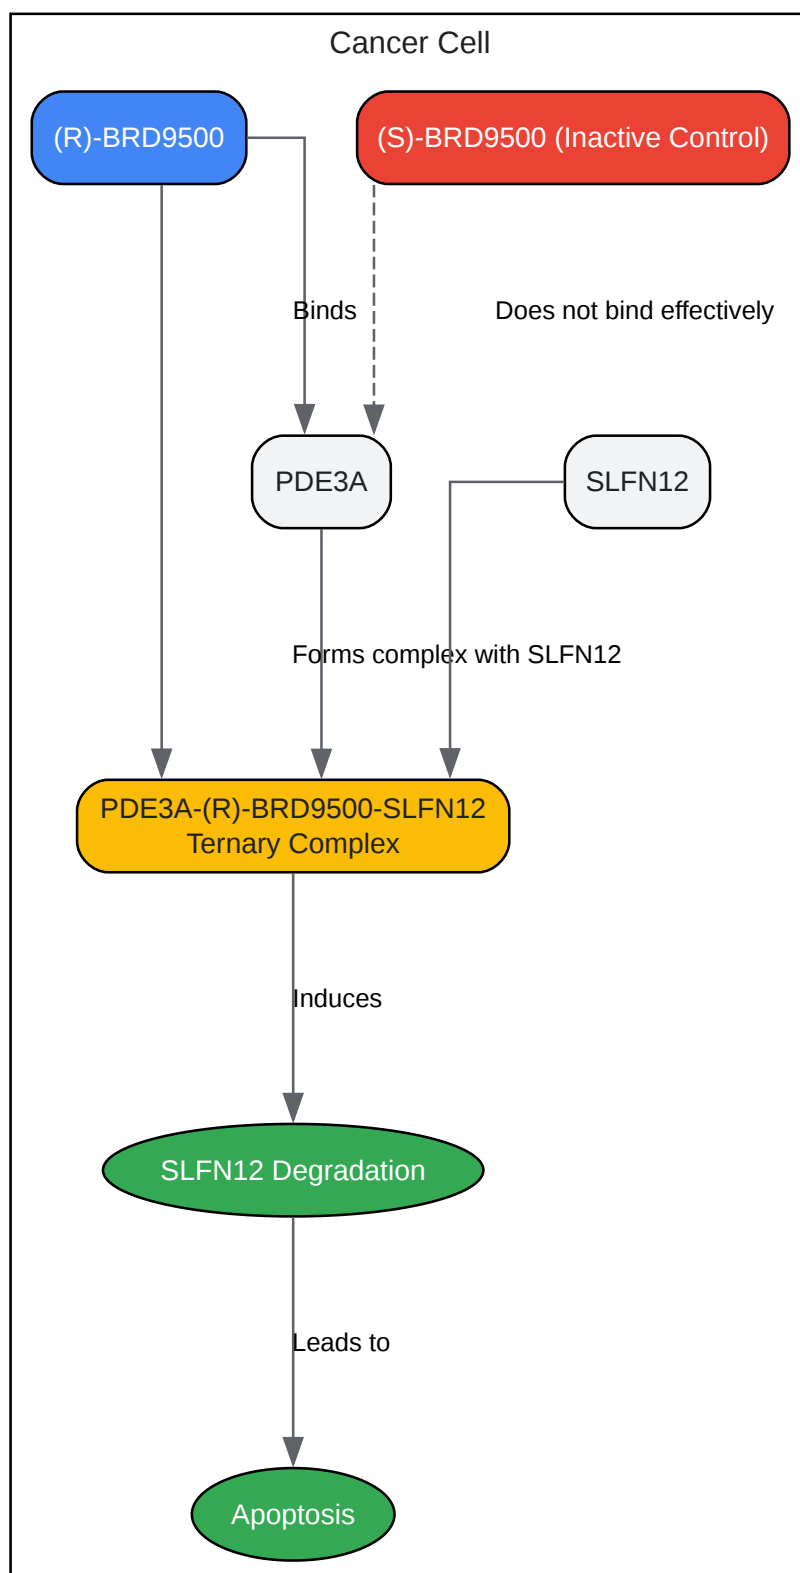 Cancer Cell
(R)-BRD9500
(S)-BRD9500 (Inactive Control)
Binds
Does not bind effectively
PDE3A
SLFN12
Forms complex with SLFN12
PDE3A-(R)-BRD9500-SLFN12
Ternary Complex
Induces
SLFN12 Degradation
Leads to
Apoptosis